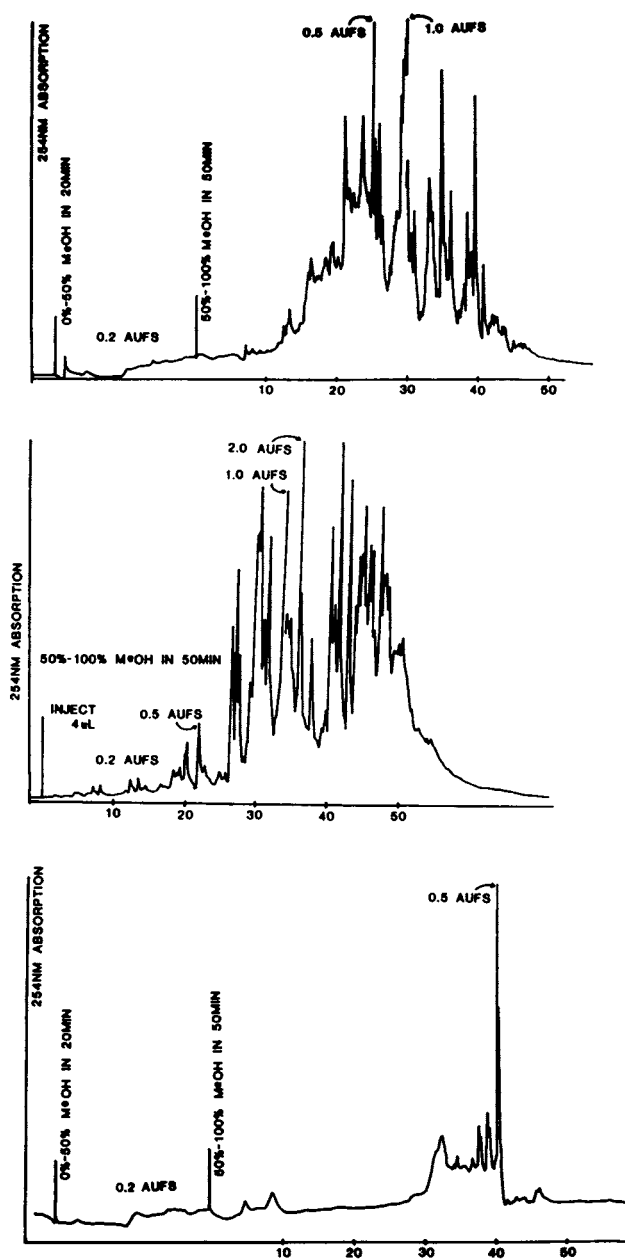 0.5 AUFS
1.0 AUFS
254NM ABSORPTION
0%-50% MeOH IN 20MIN
50%-100% MeOH IN 50MIN
0.2 AUFS
10 20 30 40 50
2.0 AUFS
1.0 AUFS
254NM ABSORPTION
50%-100% MeOH IN 50MIN
INJECT
4uL
0.5 AUFS
0.2 AUFS
10 20 30 40 50
254NM ABSORPTION
0.5 AUFS
0%-50% MeOH IN 20MIN
50-100% MeOH IN 50MIN
0.2 AUFS
10 20 30 40 50